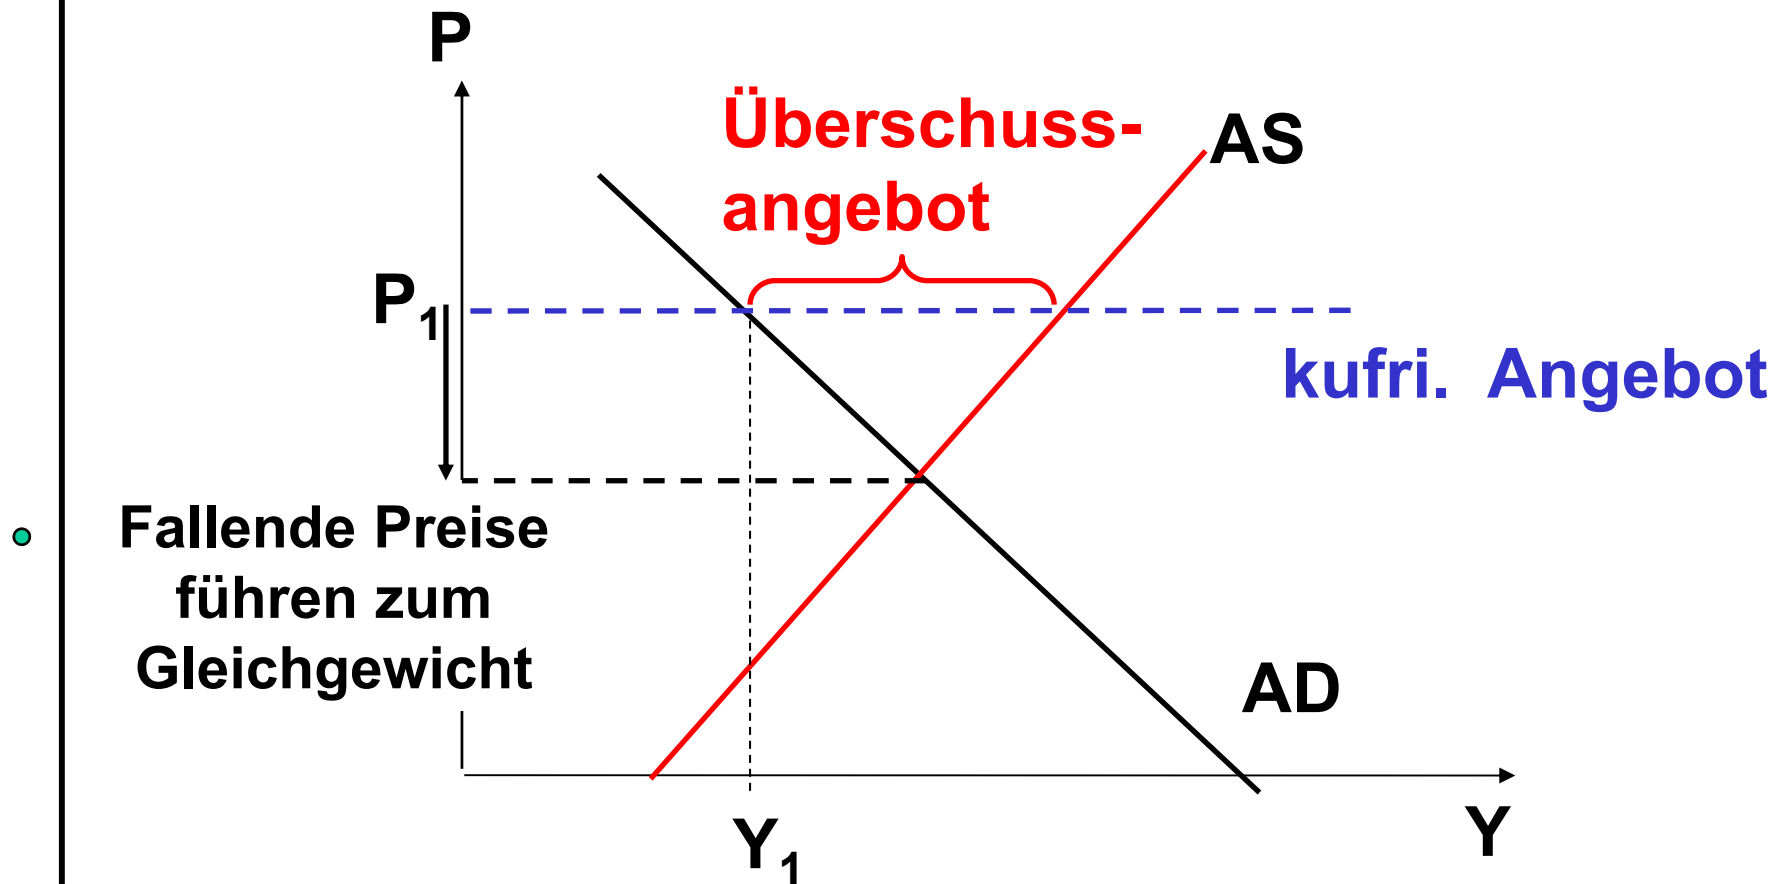 P
Überschuss-
angebot
AS
P₁
kufri. Angebot
Fallende Preise
führen zum
Gleichgewicht
AD
Y
Y₁